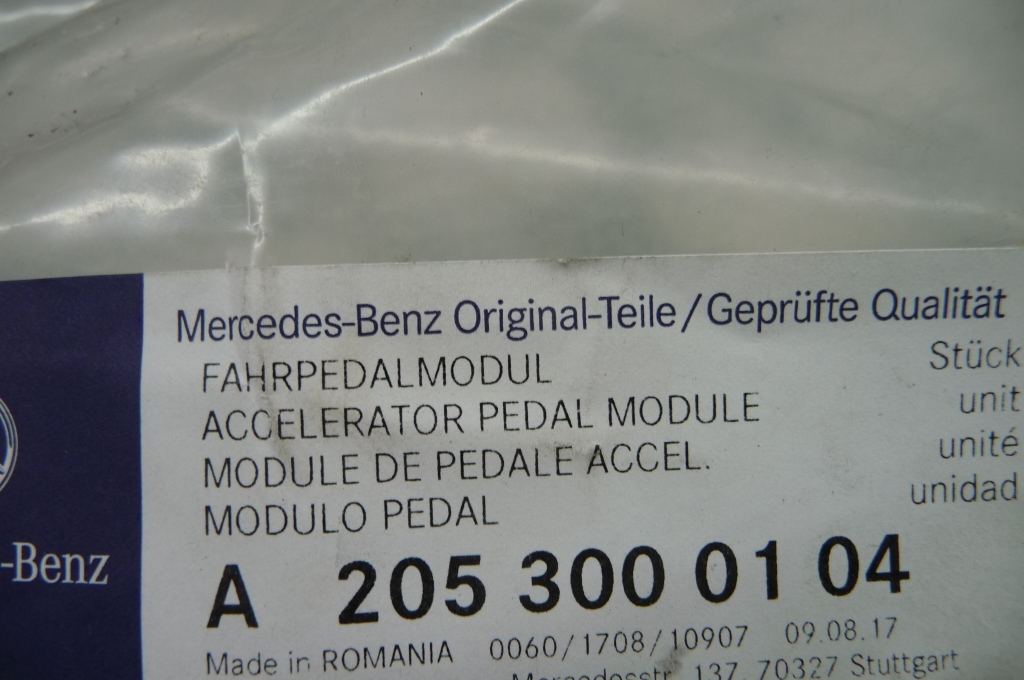 Mercedes-Benz Original-Teile/Geprüfte Qualität
FAHRPEDALMODUL
Stück
ACCELERATOR PEDAL MODULE
unit
MODULE DE PEDALE ACCEL.
unité
MODULO PEDAL
unidad
-Benz
A 205 300 01 04
Made in ROMANIA 0060/1708/10907 09.08.17
Mercedesstr. 137, 70327 Stuttgart